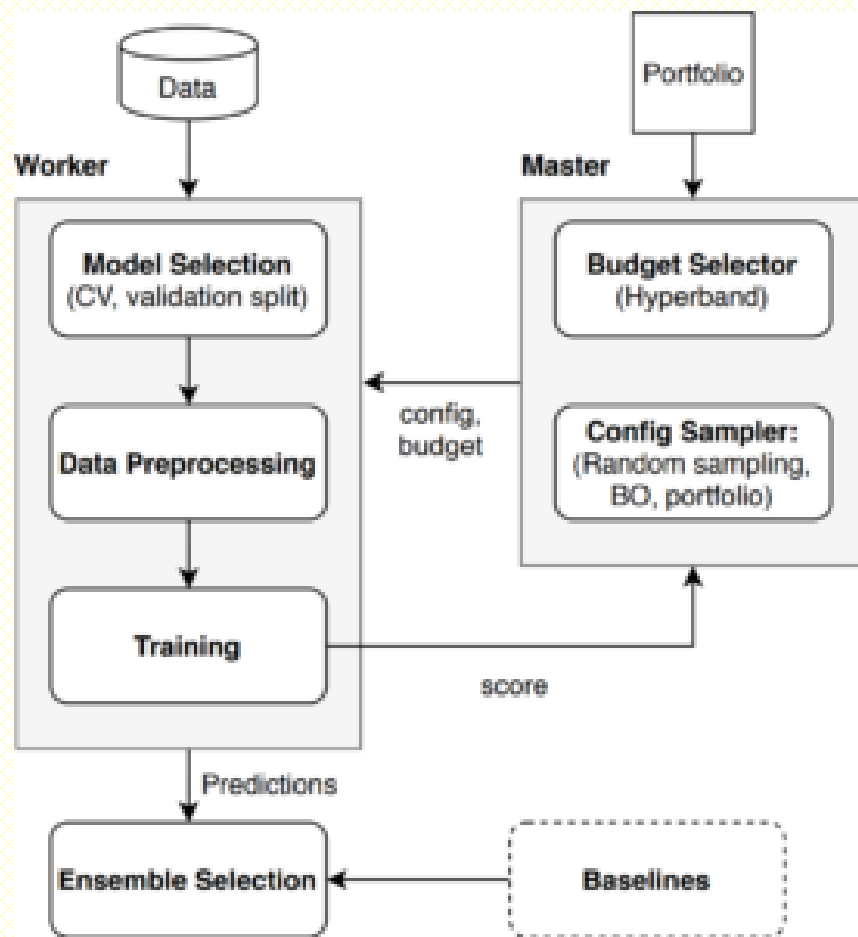 Data
Portfolio
Worker
Master
Model Selection
(CV, validation split)
Budget Selector
(Hyperband)
config,
budget
Data Preprocessing
Config Sampler:
(Random sampling,
BO, portfolio)
Training
score
Predictions
Ensemble Selection
Baselines